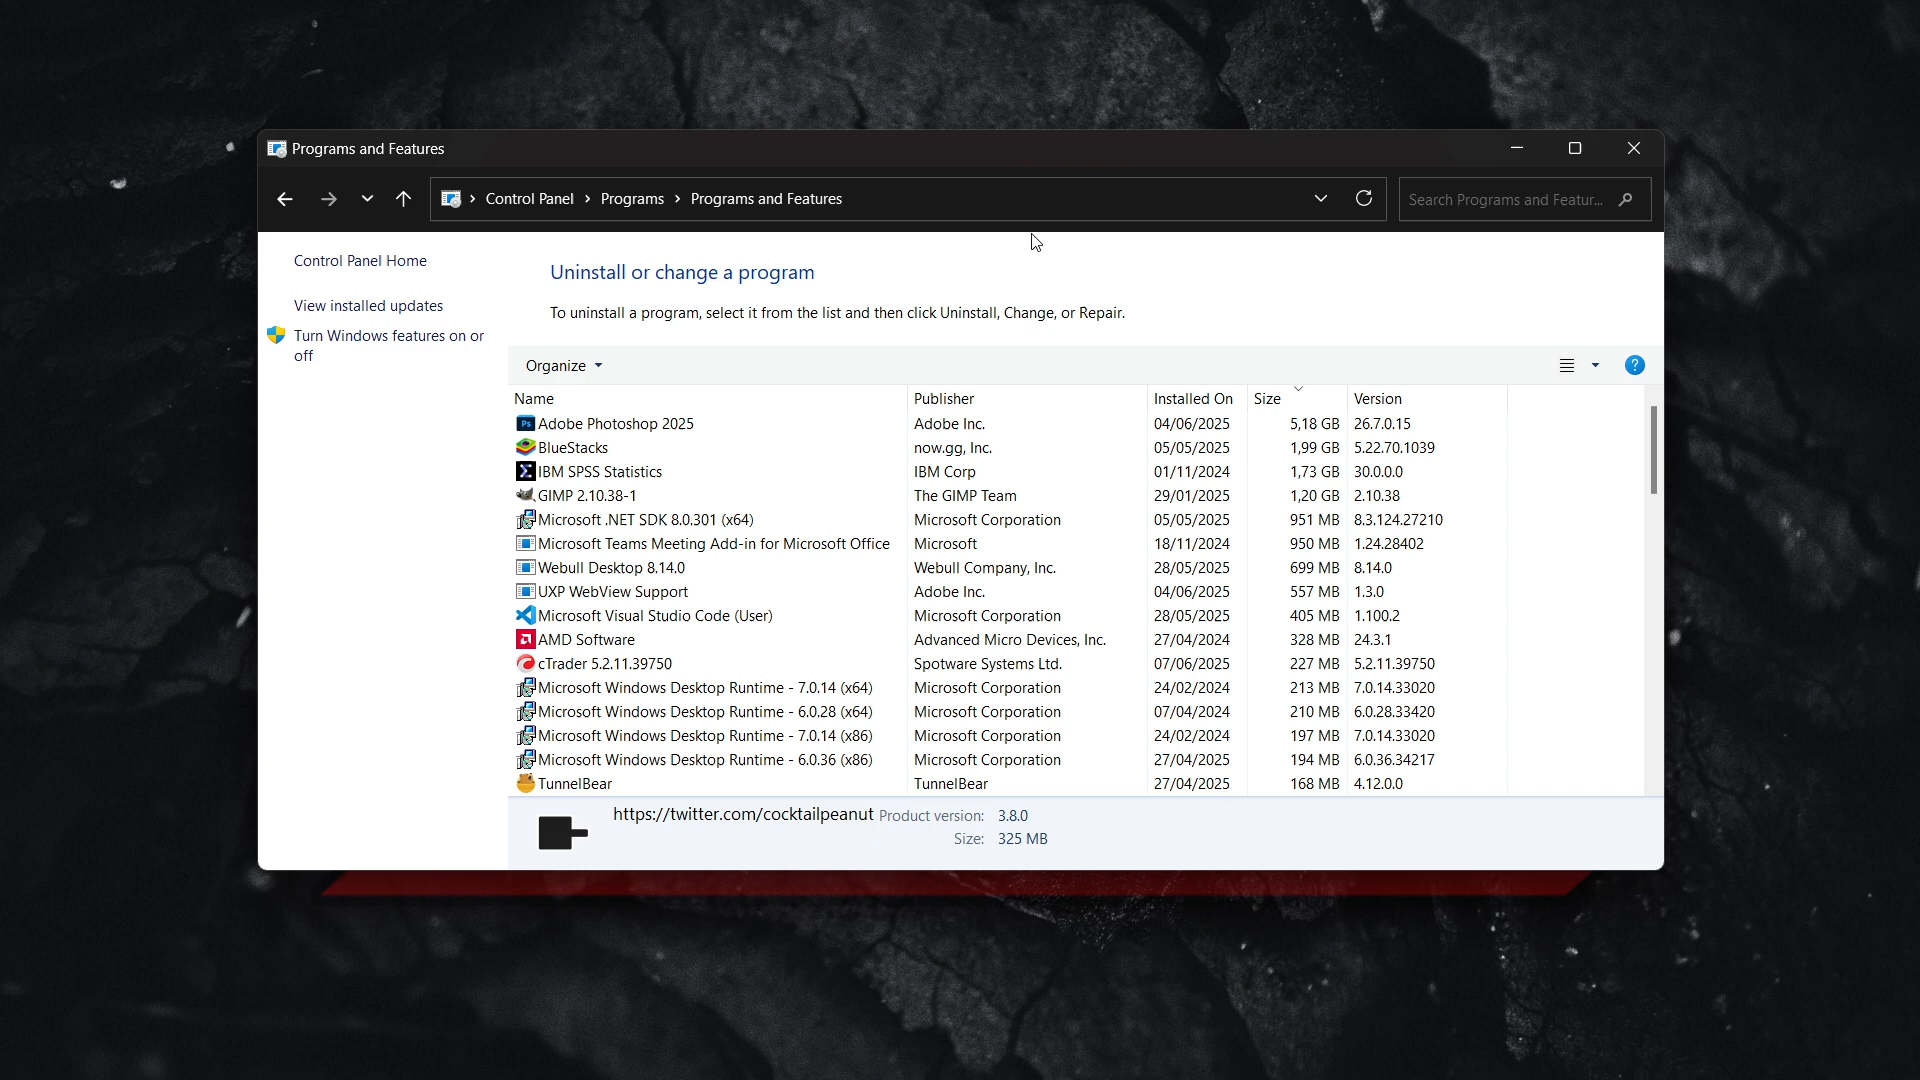 Programs and Features
Control Panel > Programs > Programs and Features
Search Programs and Featur...
Control Panel Home
View installed updates
Turn Windows features on or
off
Uninstall or change a program
To uninstall a program, select it from the list and then click Uninstall, Change, or Repair.
Organize
?
Name Publisher Installed On Size Version
Ps Adobe Photoshop 2025 Adobe Inc. 04/06/2025 5,18 GB 26.7.0.15
BlueStacks now.gg, Inc. 05/05/2025 1,99 GB 5.22.70.1039
IBM SPSS Statistics IBM Corp 01/11/2024 1,73 GB 30.0.0.0
GIMP 2.10.38-1 The GIMP Team 29/01/2025 1,20 GB 2.10.38
Microsoft .NET SDK 8.0.301 (x64) Microsoft Corporation 05/05/2025 951 MB 8.3.124.27210
Microsoft Teams Meeting Add-in for Microsoft Office Microsoft 18/11/2024 950 MB 1.24.28402
Webull Desktop 8.14.0 Webull Company, Inc. 28/05/2025 699 MB 8.14.0
UXP WebView Support Adobe Inc. 04/06/2025 557 MB 1.3.0
Microsoft Visual Studio Code (User) Microsoft Corporation 28/05/2025 405 MB 1.100.2
AMD Software Advanced Micro Devices, Inc. 27/04/2024 328 MB 24.3.1
cTrader 5.2.11.39750 Spotware Systems Ltd. 07/06/2025 227 MB 5.2.11.39750
Microsoft Windows Desktop Runtime - 7.0.14 (x64) Microsoft Corporation 24/02/2024 213 MB 7.0.14.33020
Microsoft Windows Desktop Runtime - 6.0.28 (x64) Microsoft Corporation 07/04/2024 210 MB 6.0.28.33420
Microsoft Windows Desktop Runtime - 7.0.14 (x86) Microsoft Corporation 24/02/2024 197 MB 7.0.14.33020
Microsoft Windows Desktop Runtime - 6.0.36 (x86) Microsoft Corporation 27/04/2025 194 MB 6.0.36.34217
TunnelBear TunnelBear 27/04/2025 168 MB 4.12.0.0
https://twitter.com/cocktailpeanut Product version: 3.8.0
Size: 325 MB